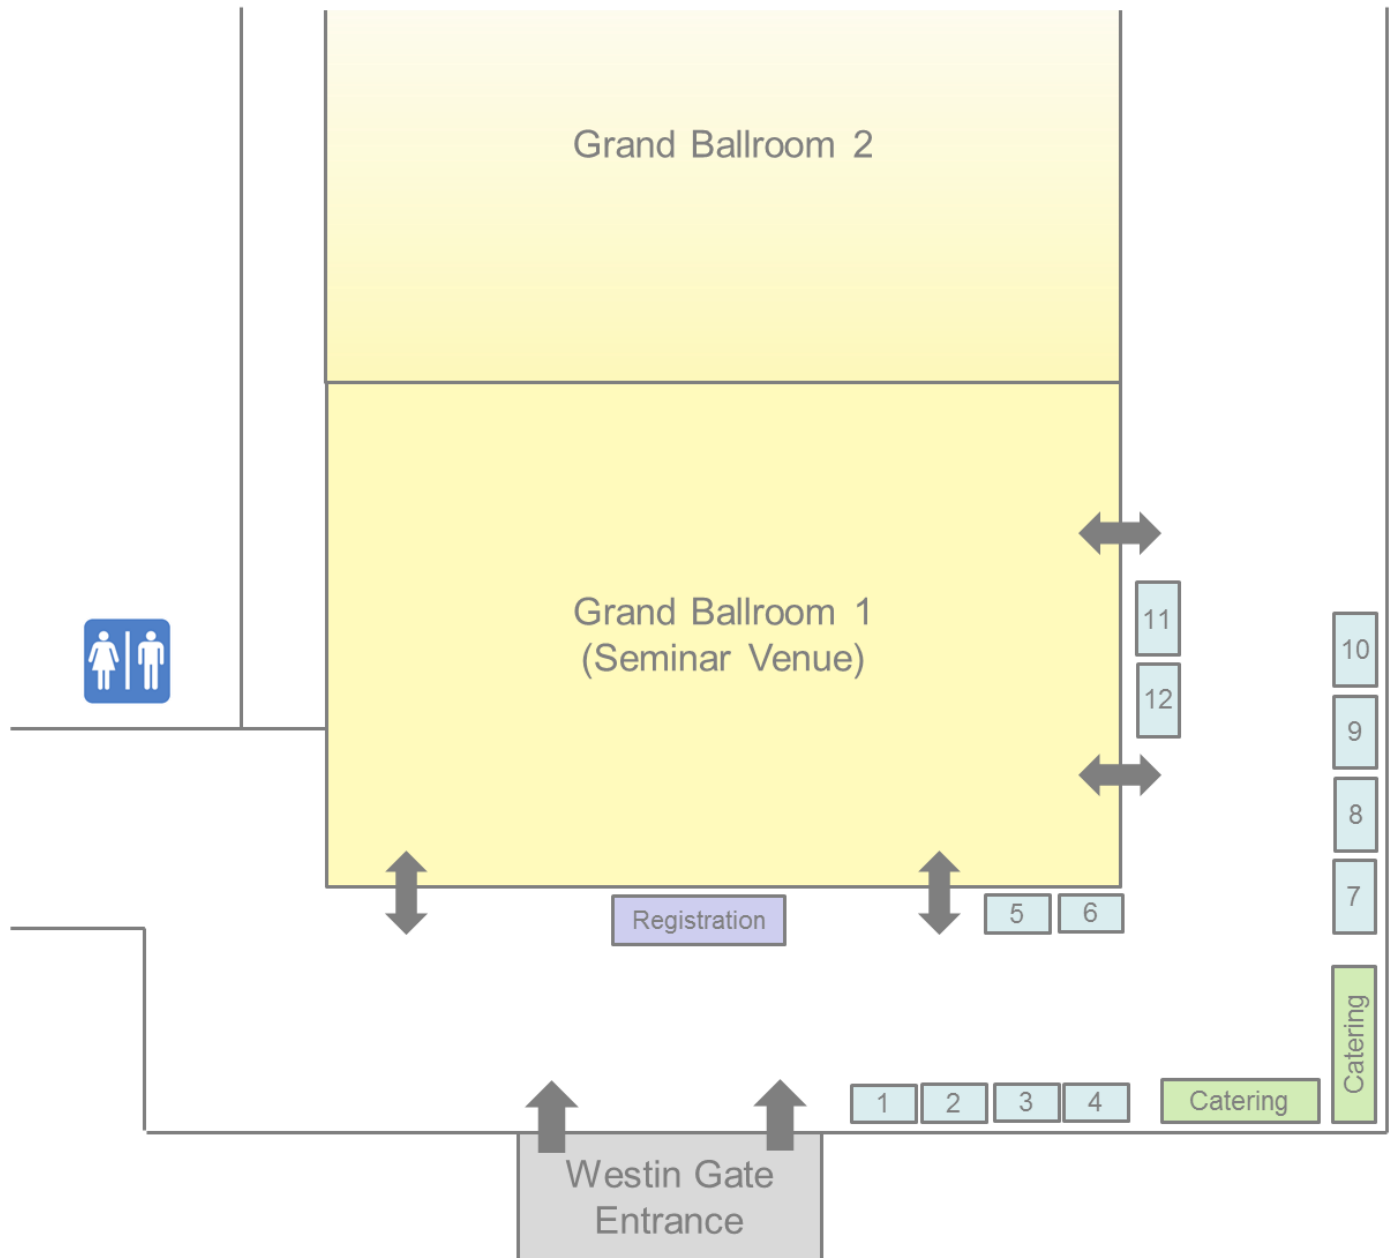 Grand Ballroom 2
Grand Ballroom 1
(Seminar Venue)
11
12
10
9
8
7
Registration
5
6
1
2
3
4
Catering
Catering
Westin Gate
Entrance